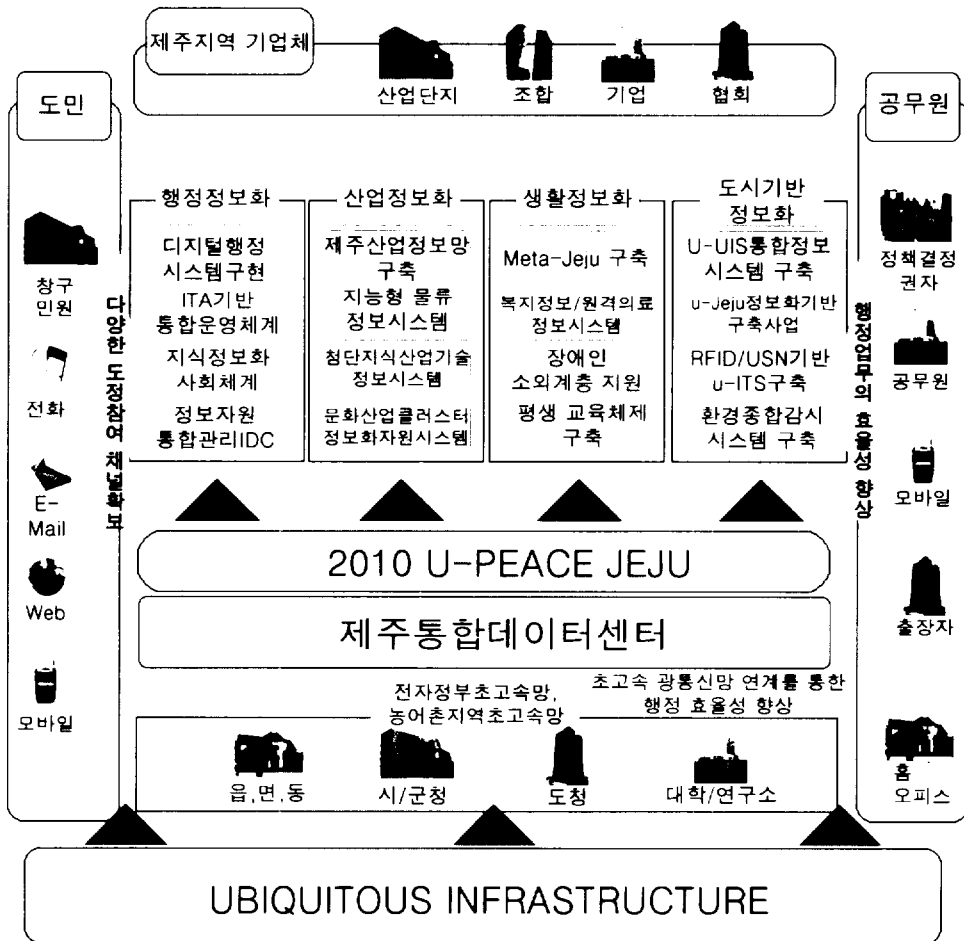 제주지역 기업체
산업단지
조합
기업
협회
도민
창구
민원
전화
E-
Mail
Web
모바일
다양한 도정참여 채널확보
행정정보화
디지털행정
시스템구현
ITA기반
통합운영체계
지식정보화
사회체계
정보자원
통합관리IDC
산업정보화
제주산업정보망
구축
지능형 물류
정보시스템
첨단지식산업기술
정보시스템
문화산업클러스터
정보화자원시스템
생활정보화
Meta-Jeju 구축
복지정보/원격의료
정보시스템
장애인
소외계층 지원
평생 교육체제
구축
도시기반
정보화
U-UIS통합정보
시스템 구축
u-Jeju정보화기반
구축사업
RFID/USN기반
u-ITS구축
환경종합감시
시스템 구축
행정업무의 효율성 향상
공무원
정책결정
권자
공무원
모바일
출장자
홈
오피스
2010 U-PEACE JEJU
제주통합데이터센터
전자정부초고속망,
농어촌지역초고속망
초고속 광통신망 연계를 통한
행정 효율성 향상
읍,면,동
시/군청
도청
대학/연구소
UBIQUITOUS INFRASTRUCTURE